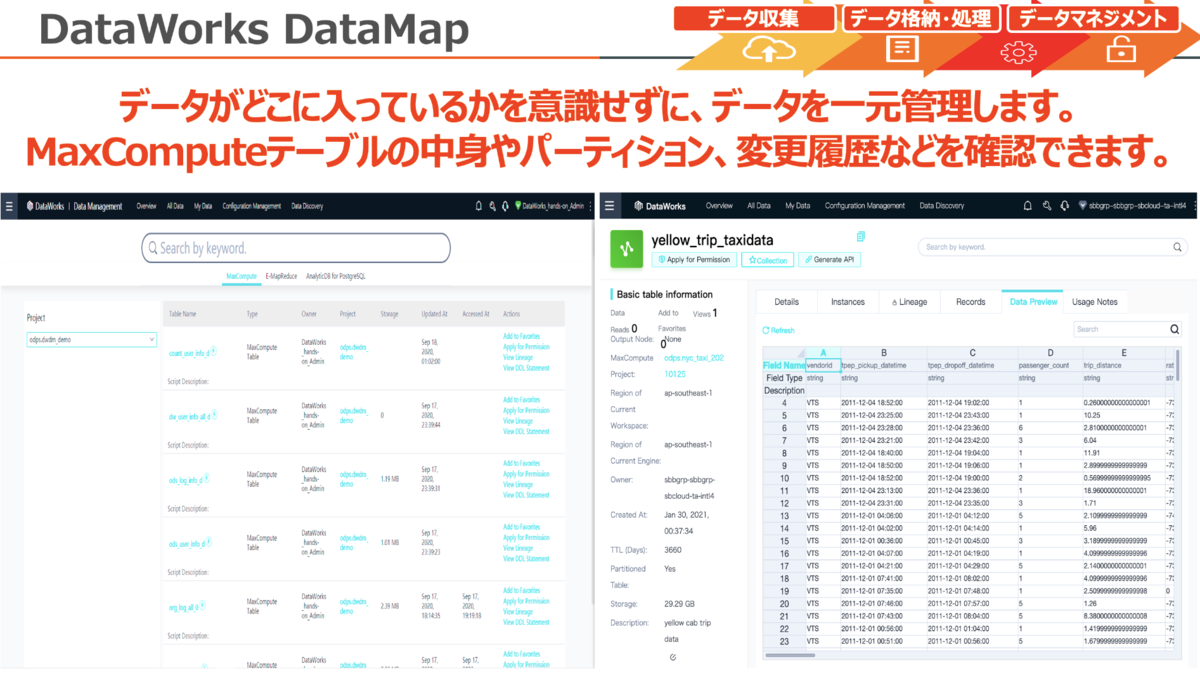 DataWorks DataMap
データ収集
データ格納・処理
データマネジメント
データがどこに入っているかを意識せずに、データを一元管理します。
MaxComputeテーブルの中身やパーティション、変更履歴などを確認できます。
DataWorks | Data Management Overview All Data My Data Configuration Management Data Discovery DataWorks_hands-on_Admin
Search by keyword.
MaxCompute E-MapReduce AnalyticDB for PostgreSQL
Project
odps.dwdm_demo
Table Name Type Owner Project Storage Updated At Accessed At Actions
count_user_info_d MaxCompute Table DataWorks_hands-on_Admin odps.dwdm_demo Sep 18, 2020, 01:02:00 Add to Favorites
Apply for Permission
View Lineage
View DDL Statement
Script Description:
dw_user_info_all_d MaxCompute Table DataWorks_hands-on_Admin odps.dwdm_demo 0 Sep 17, 2020, 23:39:44 Add to Favorites
Apply for Permission
View Lineage
View DDL Statement
Script Description:
ods_log_info_d MaxCompute Table DataWorks_hands-on_Admin odps.dwdm_demo 1.19 MB Sep 17, 2020, 23:39:31 Add to Favorites
Apply for Permission
View Lineage
View DDL Statement
Script Description:
ods_user_info_d MaxCompute Table DataWorks_hands-on_Admin odps.dwdm_demo 1.01 MB Sep 17, 2020, 23:39:23 Add to Favorites
Apply for Permission
View Lineage
View DDL Statement
Script Description:
org_log_all_d MaxCompute Table DataWorks_hands-on_Admin odps.dwdm_demo 2.39 MB Sep 17, 2020, 18:14:35 Sep 17, 2020, 19:19:18 Add to Favorites
Apply for Permission
View Lineage
View DDL Statement
Script Description:
MaxCompute DataWorks Sep 17, Add to Favorites
Apply for Permission
DataWorks Overview All Data My Data Configuration Management Data Discovery sbbgrp-sbbgrp-sbcloud-ta-intl4
yellow_trip_taxidata
Apply for Permission Collection Generate API
Search by keyword.
Basic table information
Data Reads 0
Add to Favorites 0
Views 1
Output Node: None
MaxCompute Project: odps.nyc_taxi_20210125
Region of Current Workspace: ap-southeast-1
Region of Current Engine: ap-southeast-1
Owner: sbbgrp-sbbgrp-sbcloud-ta-intl4
Created At: Jan 30, 2021, 00:37:34
TTL (Days): 3660
Partitioned Table: Yes
Storage: 29.29 GB
Description: yellow cab trip data
Details Instances Lineage Records Data Preview Usage Notes
Refresh
Search
A B C D E
Field Name vendorid tpep_pickup_datetime tpep_dropoff_datetime passenger_count trip_distance rat
Field Type string string string string string str
Description
4 VTS 2011-12-04 18:52:00 2011-12-04 19:02:00 1 0.26000000000000001 -73
5 VTS 2011-12-04 23:25:00 2011-12-04 23:43:00 1 10.25 -73
6 VTS 2011-12-04 23:28:00 2011-12-04 23:36:00 6 2.8100000000000001 -73
7 VTS 2011-12-04 23:21:00 2011-12-04 23:42:00 3 6.04 -73
8 VTS 2011-12-04 18:40:00 2011-12-04 19:04:00 1 11.91 -73
9 VTS 2011-12-04 18:50:00 2011-12-04 19:06:00 1 2.8999999999999999 -73
10 VTS 2011-12-04 18:52:00 2011-12-04 19:00:00 2 0.56999999999999995 -73
11 VTS 2011-12-04 23:13:00 2011-12-04 23:36:00 1 18.960000000000001 -73
12 VTS 2011-12-04 23:31:00 2011-12-04 23:35:00 3 1.71 -73
13 VTS 2011-12-01 04:06:00 2011-12-01 04:12:00 5 2.1099999999999999 -74
14 VTS 2011-12-01 04:02:00 2011-12-01 04:14:00 1 5.96 -73
15 VTS 2011-12-01 00:36:00 2011-12-01 00:45:00 3 3.1899999999999999 -73
16 VTS 2011-12-01 04:07:00 2011-12-01 04:19:00 1 4.0999999999999996 -73
17 VTS 2011-12-01 04:21:00 2011-12-01 04:29:00 5 2.1400000000000001 -73
18 VTS 2011-12-01 07:41:00 2011-12-01 08:02:00 1 4.0999999999999996 -73
19 VTS 2011-12-01 07:35:00 2011-12-01 07:48:00 1 2.5099999999999998 0
20 VTS 2011-12-01 07:46:00 2011-12-01 07:57:00 5 1.26 -73
21 VTS 2011-12-01 07:43:00 2011-12-01 08:04:00 5 8.3800000000000008 -73
22 VTS 2011-12-01 00:56:00 2011-12-01 01:04:00 1 1.4199999999999999 -73
23 VTS 2011-12-01 00:51:00 2011-12-01 00:56:00 5 1.6799999999999999 -73